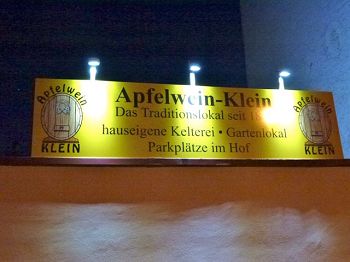 Apfelwein-Klein
Das Traditionslokal seit
hauseigene Kelterei • Gartenlokal
Parkplätze im Hof
Apfelwein
KLEIN
Apfelwein
KLEIN